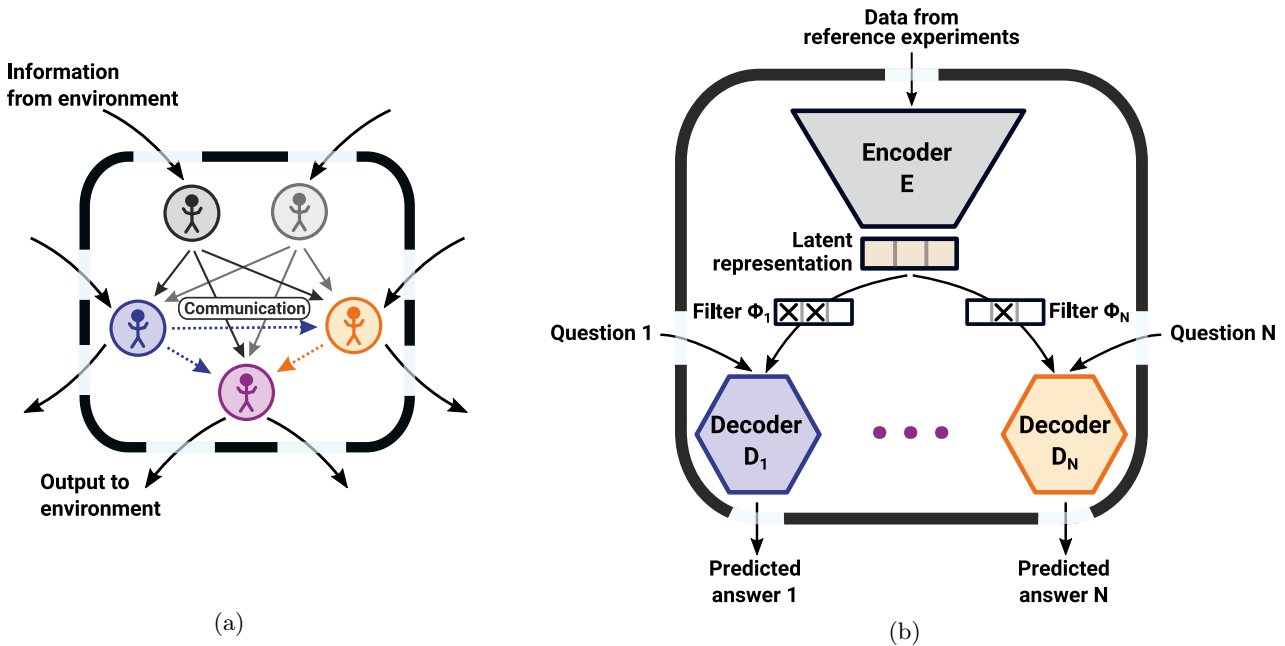 Information
from environment
Communication
Output to
environment
(a)
Data from
reference experiments
Encoder
E
Latent
representation
Filter Φ1
Filter ΦN
Question 1
Question N
Decoder
D1
Decoder
DN
Predicted
answer 1
Predicted
answer N
(b)